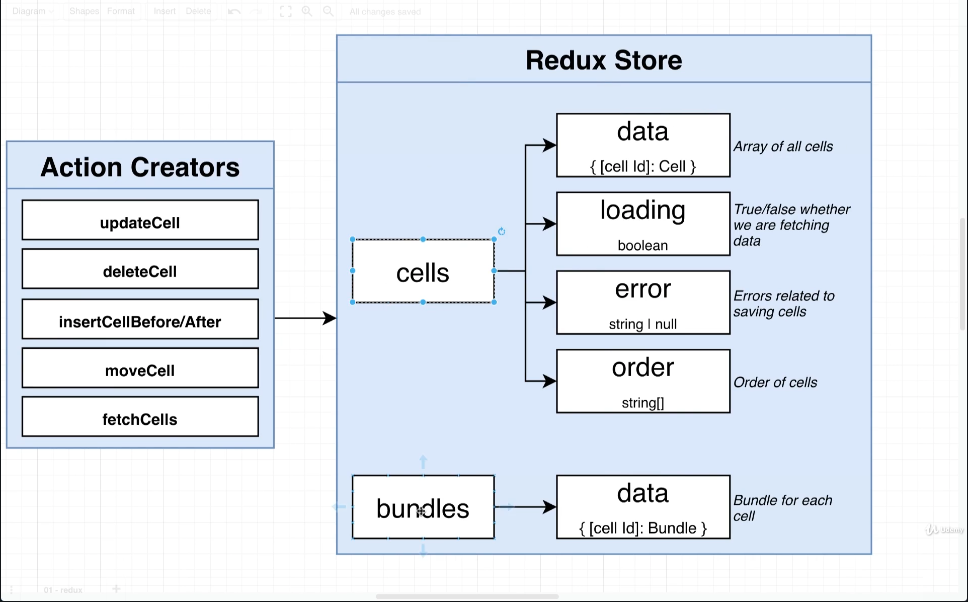 Diagram Shapes Format Insert Delete All changes saved
Redux Store
Action Creators
updateCell
deleteCell
insertCellBefore/After
moveCell
fetchCells
cells
data
{ [cell Id]: Cell }
Array of all cells
loading
boolean
True/false whether
we are fetching
data
error
string | null
Errors related to
saving cells
order
string[]
Order of cells
bundles
data
{ [cell Id]: Bundle }
Bundle for each
cell
Udemy
01 - redux